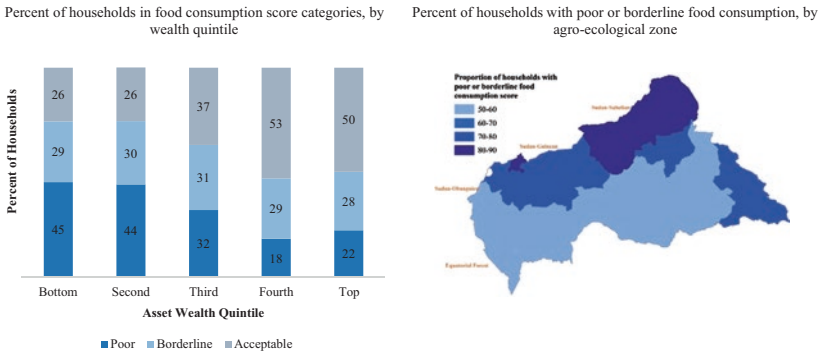 Percent of households in food consumption score categories, by
wealth quintile
Percent of Households
26
29
45
26
30
44
37
31
32
53
29
18
50
28
22
Bottom
Second
Third
Fourth
Top
Asset Wealth Quintile
Poor
Borderline
Acceptable
Percent of households with poor or borderline food consumption, by
agro-ecological zone
Proportion of households with
poor or borderline food
consumption score
50-60
60-70
70-80
80-90
Sudan-Sahelian
Sudan-Guinean
Sudan-Obanguian
Equatorial Forest